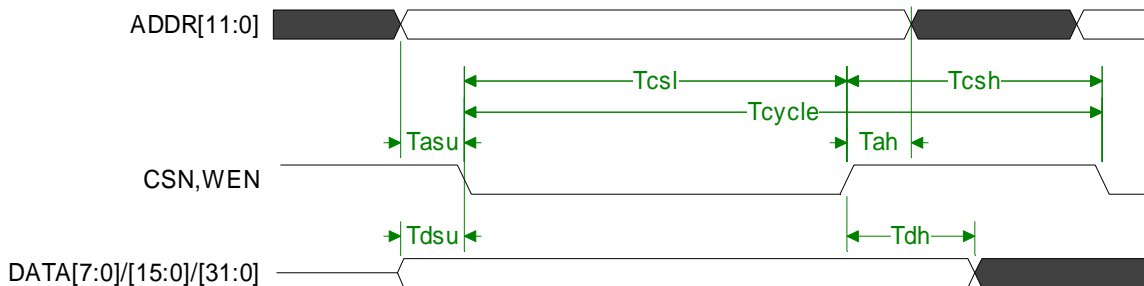 ADDR[11:0]
Tcsl
Tcsh
Tcycle
Tasu
Tah
CSN,WEN
Tdsu
Tdh
DATA[7:0]/[15:0]/[31:0]